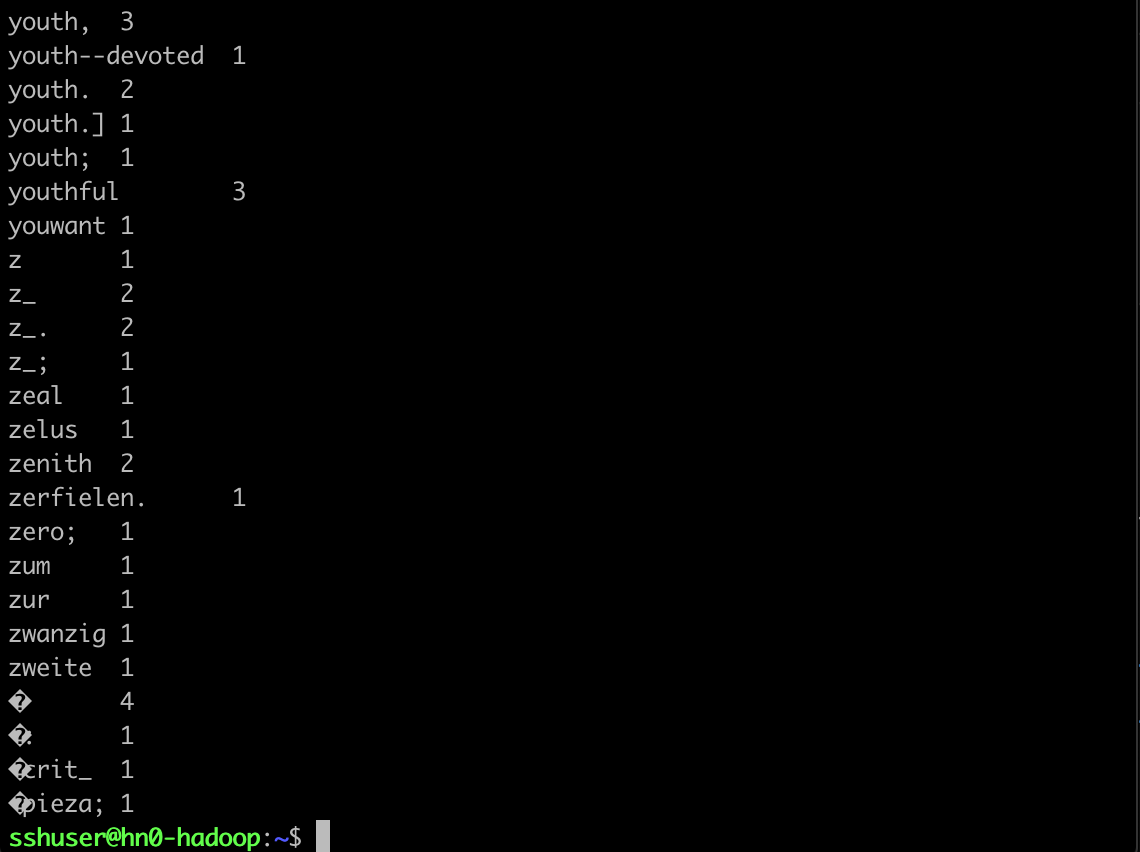 youth,  3
youth--devoted  1
youth.  2
youth.] 1
youth;  1
youthful        3
youwant 1
z       1
z_      2
z_.     2
z_;     1
zeal    1
zelus   1
zenith  2
zerfielen.      1
zero;   1
zum     1
zur     1
zwanzig 1
zweite  1
�       4
�:      1
�crit_  1
�pieza; 1
sshuser@hn0-hadoop:~$